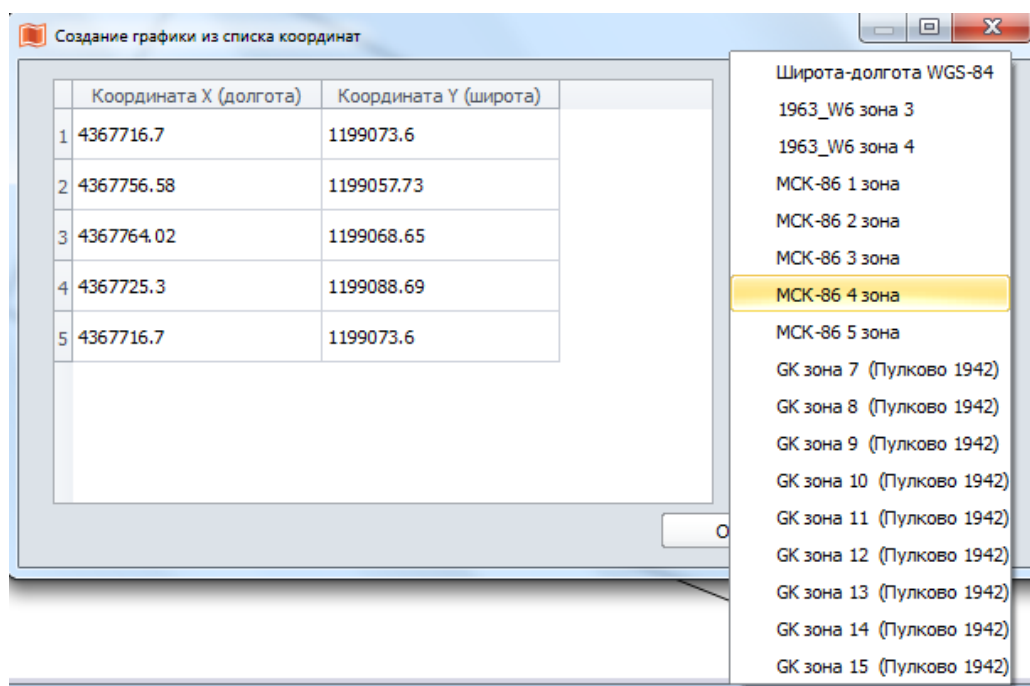 Создание графики из списка координат
Координата X (долгота) Координата Y (широта)
1 4367716.7 1199073.6
2 4367756.58 1199057.73
3 4367764.02 1199068.65
4 4367725.3 1199088.69
5 4367716.7 1199073.6
О
Широта-долгота WGS-84
1963_W6 зона 3
1963_W6 зона 4
МСК-86 1 зона
МСК-86 2 зона
МСК-86 3 зона
МСК-86 4 зона
МСК-86 5 зона
GK зона 7 (Пулково 1942)
GK зона 8 (Пулково 1942)
GK зона 9 (Пулково 1942)
GK зона 10 (Пулково 1942)
GK зона 11 (Пулково 1942)
GK зона 12 (Пулково 1942)
GK зона 13 (Пулково 1942)
GK зона 14 (Пулково 1942)
GK зона 15 (Пулково 1942)